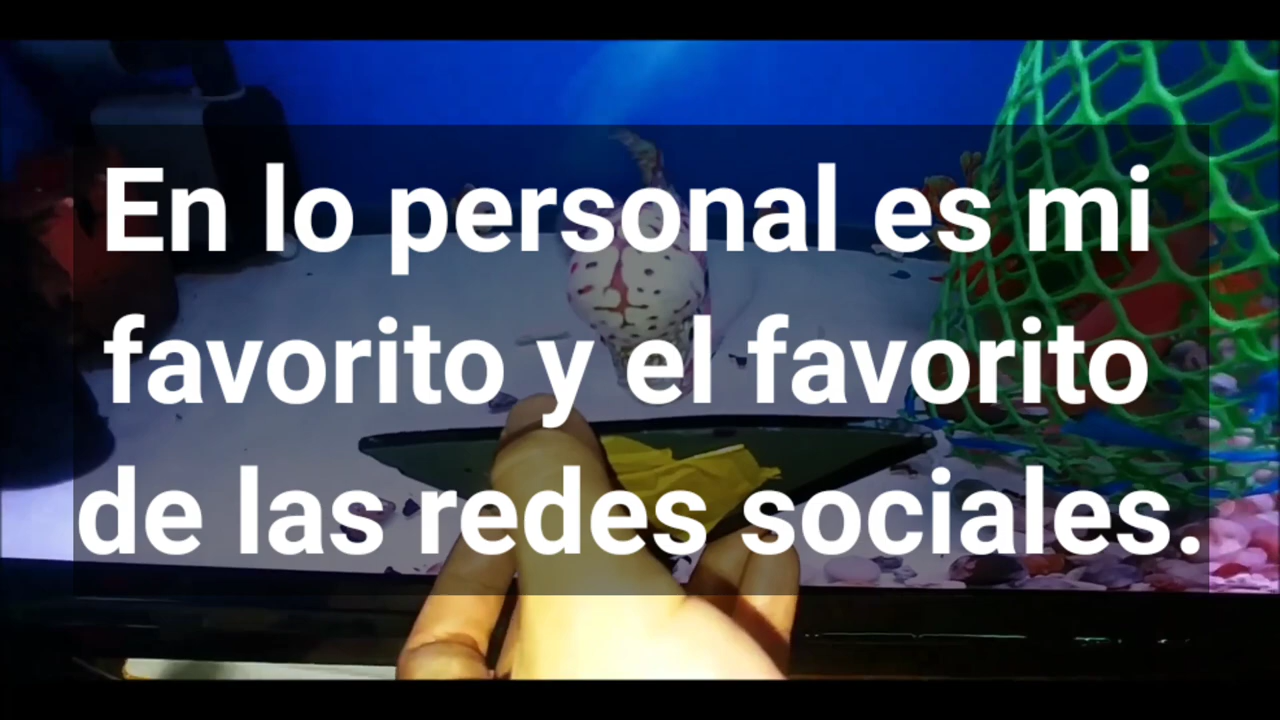 En lo personal es mi
favorito y el favorito
de las redes sociales.